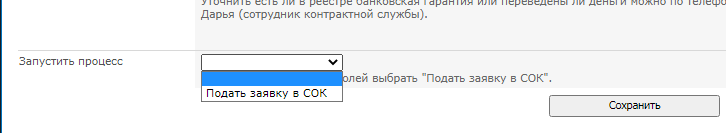 Уточнить есть ли в реестре банковская гарантия или переведены ли деньги можно по телефо
Дарья (сотрудник контрактной службы).
Запустить процесс
олей выбрать "Подать заявку в СОК".
Подать заявку в СОК
Сохранить